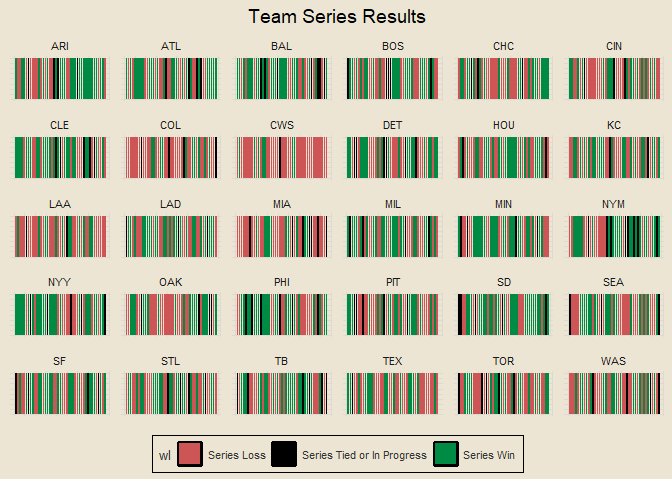 Team Series Results
ARI ATL BAL BOS CHC CIN
CLE COL CWS DET HOU KC
LAA LAD MIA MIL MIN NYM
NYY OAK PHI PIT SD SEA
SF STL TB TEX TOR WAS
wl Series Loss Series Tied or In Progress Series Win